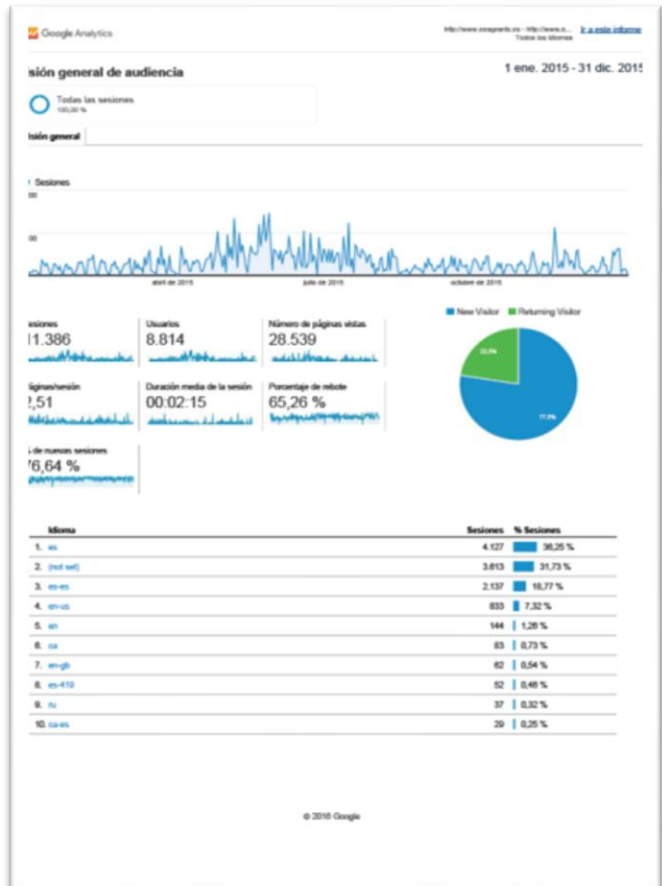 Google Analytics
Ir a este informe
Todos los idiomas
sión general de audiencia
1 ene. 2015 - 31 dic. 2015
Todas las sesiones
100,00 %
isión general
Sesiones
00
00
abril de 2015 julio de 2015 octubre de 2015
New Visitor Returning Visitor
esiones Usuarios Número de páginas vistas
11.386 8.814 28.539
áginas/sesión Duración media de la sesión Porcentaje de rebote
2,51 00:02:15 65,26 %
de nuevas sesiones
76,64 %
Idioma Sesiones % Sesiones
1. es 4.127 36,25 %
2. (not set) 3.613 31,73 %
3. es-es 2.137 18,77 %
4. en-us 833 7,32 %
5. en 144 1,26 %
6. ca 83 0,73 %
7. en-gb 62 0,54 %
8. es-419 52 0,46 %
9. ru 37 0,32 %
10. ca-es 29 0,25 %
© 2016 Google